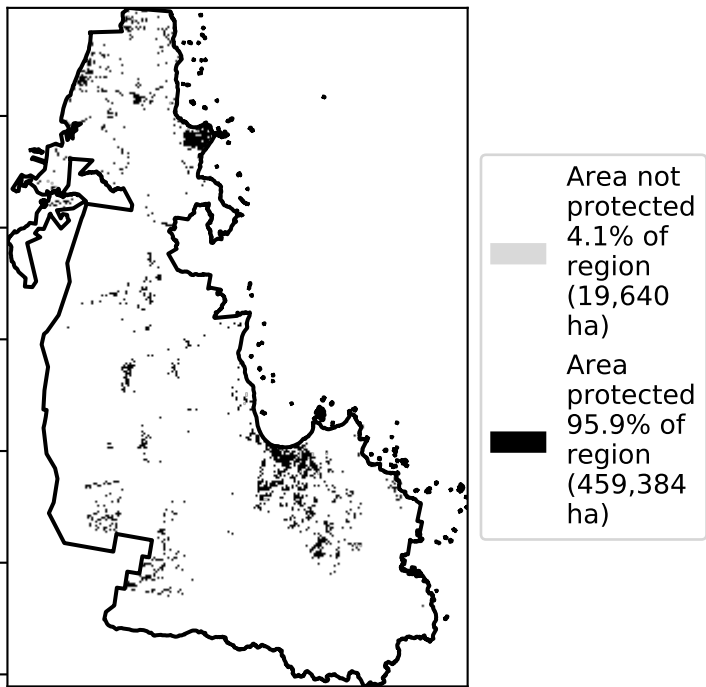 Area not
protected
4.1% of
region
(19,640
ha)
Area
protected
95.9% of
region
(459,384
ha)